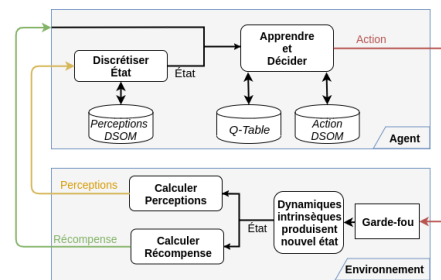 Apprendre
et
Décider
Action
Discrétiser
État
État
Perceptions
DSOM
Q-Table
Action
DSOM
Agent
Perceptions
Calculer
Perceptions
Dynamiques
intrinsèques
produisent
nouvel état
Garde-fou
État
Récompense
Calculer
Récompense
Environnement